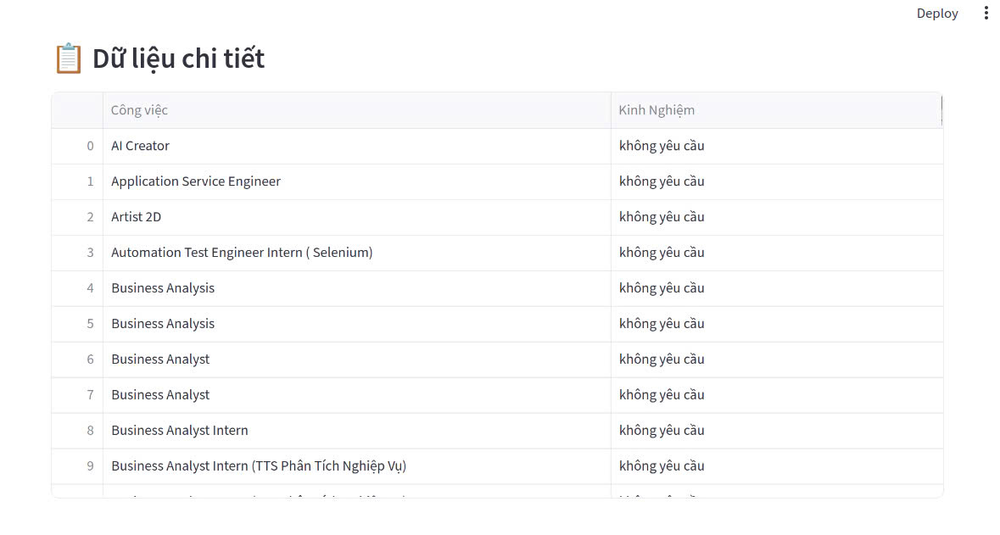 Deploy
Dữ liệu chi tiết
Công việc Kinh Nghiệm
0 AI Creator không yêu cầu
1 Application Service Engineer không yêu cầu
2 Artist 2D không yêu cầu
3 Automation Test Engineer Intern ( Selenium) không yêu cầu
4 Business Analysis không yêu cầu
5 Business Analysis không yêu cầu
6 Business Analyst không yêu cầu
7 Business Analyst không yêu cầu
8 Business Analyst Intern không yêu cầu
9 Business Analyst Intern (TTS Phân Tích Nghiệp Vụ) không yêu cầu